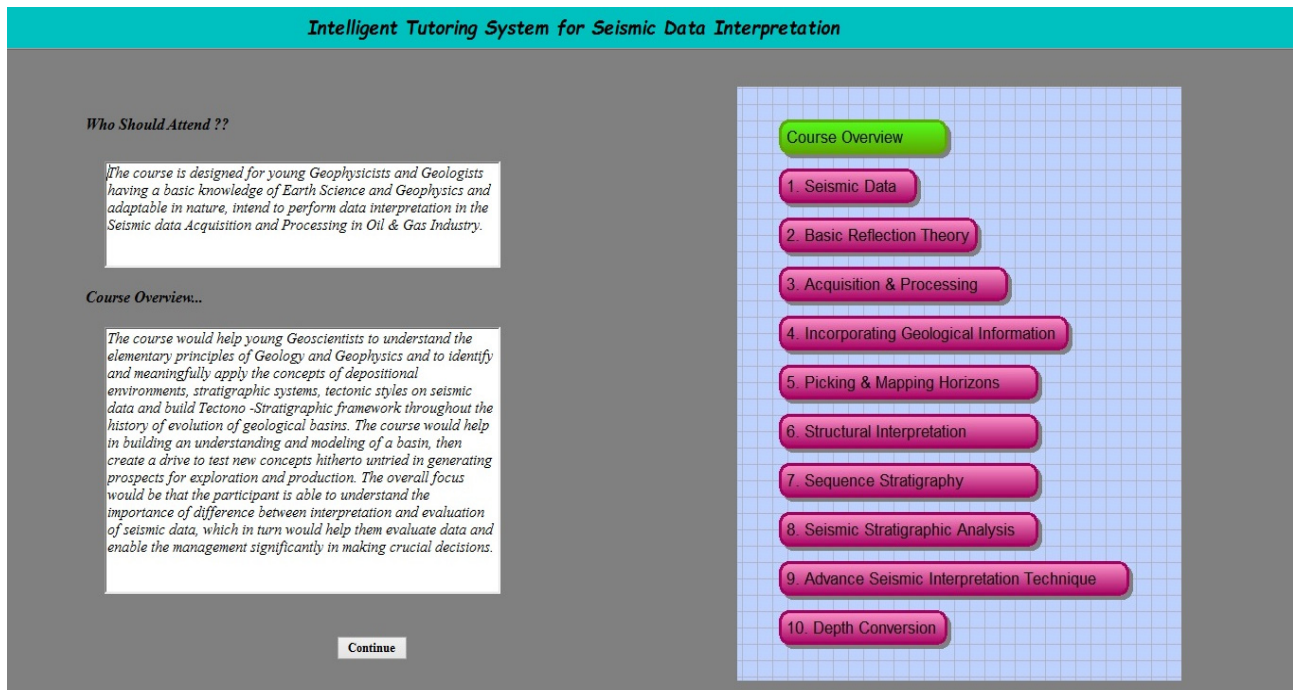 Intelligent Tutoring System for Seismic Data Interpretation
Who Should Attend ??
The course is designed for young Geophysicists and Geologists
having a basic knowledge of Earth Science and Geophysics and
adaptable in nature, intend to perform data interpretation in the
Seismic data Acquisition and Processing in Oil & Gas Industry.
Course Overview...
The course would help young Geoscientists to understand the
elementary principles of Geology and Geophysics and to identify
and meaningfully apply the concepts of depositional
environments, stratigraphic systems, tectonic styles on seismic
data and build Tectono -Stratigraphic framework throughout the
history of evolution of geological basins. The course would help
in building an understanding and modeling of a basin, then
create a drive to test new concepts hitherto untried in generating
prospects for exploration and production. The overall focus
would be that the participant is able to understand the
importance of difference between interpretation and evaluation
of seismic data, which in turn would help them evaluate data and
enable the management significantly in making crucial decisions.
Continue
Course Overview
1. Seismic Data
2. Basic Reflection Theory
3. Acquisition & Processing
4. Incorporating Geological Information
5. Picking & Mapping Horizons
6. Structural Interpretation
7. Sequence Stratigraphy
8. Seismic Stratigraphic Analysis
9. Advance Seismic Interpretation Technique
10. Depth Conversion